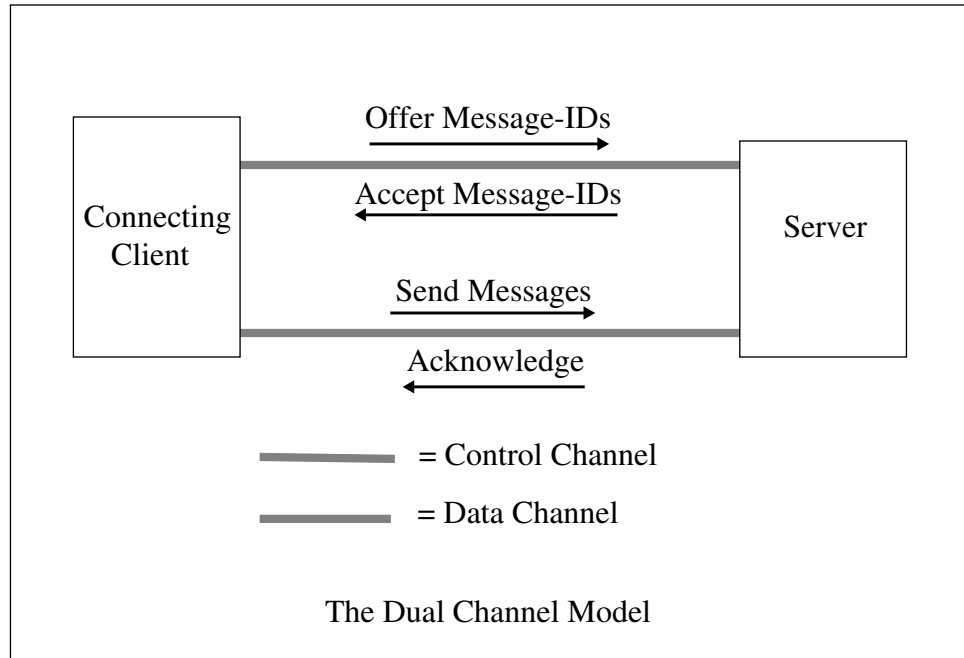 Offer Message-IDs
Accept Message-IDs
Connecting
Client
Server
Send Messages
Acknowledge
= Control Channel
= Data Channel
The Dual Channel Model